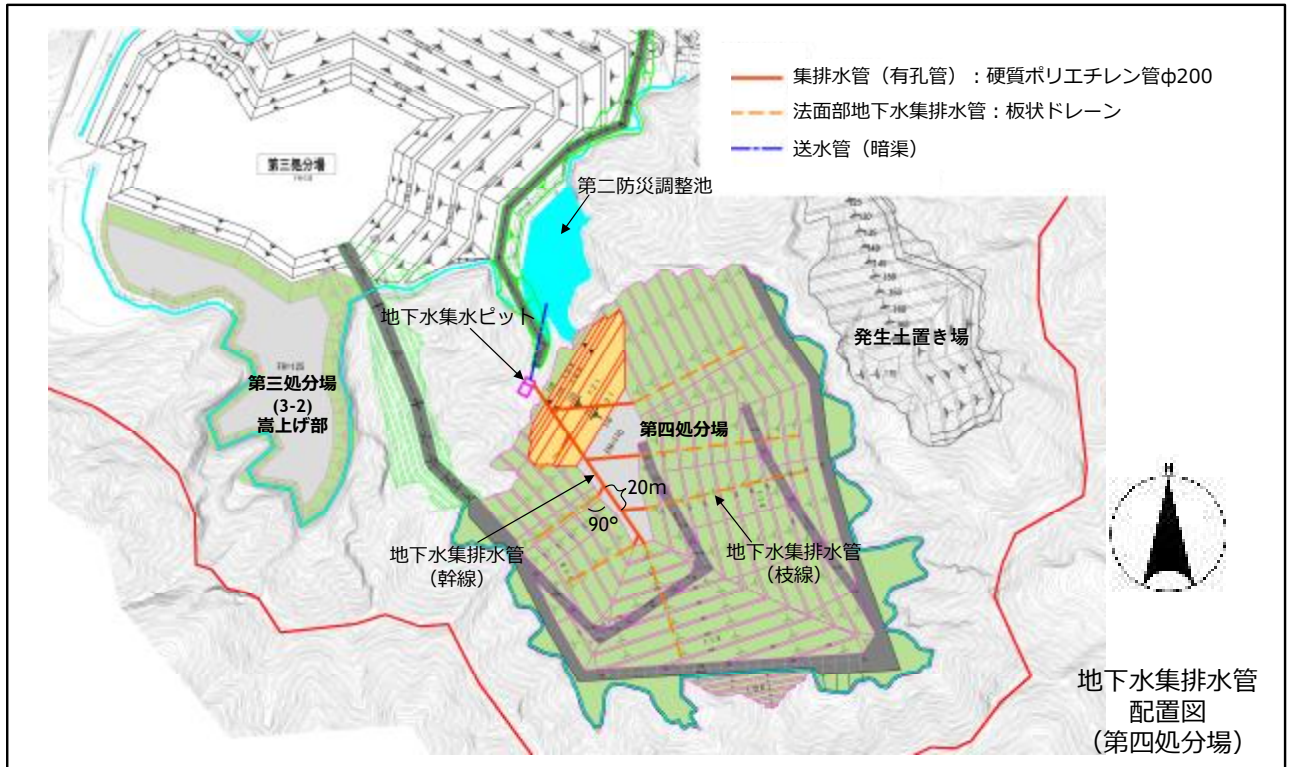 集排水管（有孔管）：硬質ポリエチレン管φ200
法面部地下水集排水管：板状ドレーン
送水管（暗渠）
第三処分場
第二防災調整池
地下水集水ピット
発生土置き場
第三処分場
(3-2)
嵩上げ部
第四処分場
20m
90°
地下水集排水管
（幹線）
地下水集排水管
（枝線）
地下水集排水管
配置図
（第四処分場）